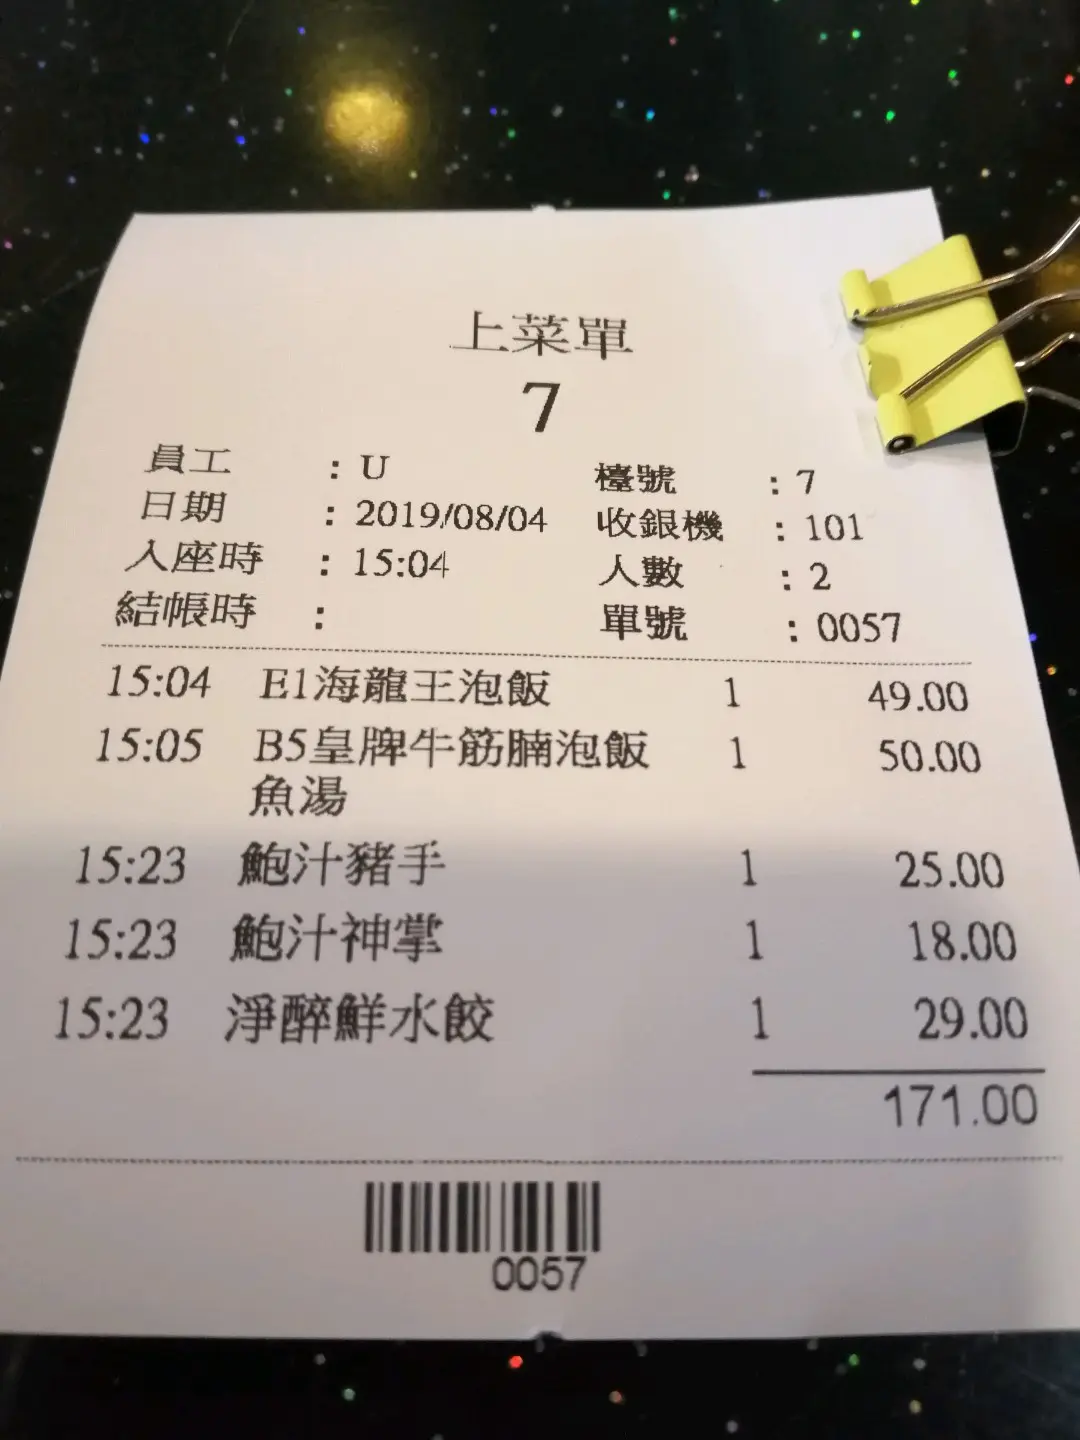 上菜單
7
員工 : U 檯號 : 7
日期 : 2019/08/04 收銀機 : 101
入座時 : 15:04 人數 : 2
結帳時 : 單號 : 0057
15:04 E1海龍王泡飯 1 49.00
15:05 B5皇牌牛筋腩泡飯 1 50.00
魚湯
15:23 鮑汁豬手 1 25.00
15:23 鮑汁神掌 1 18.00
15:23 淨醉鮮水餃 1 29.00
171.00
0057